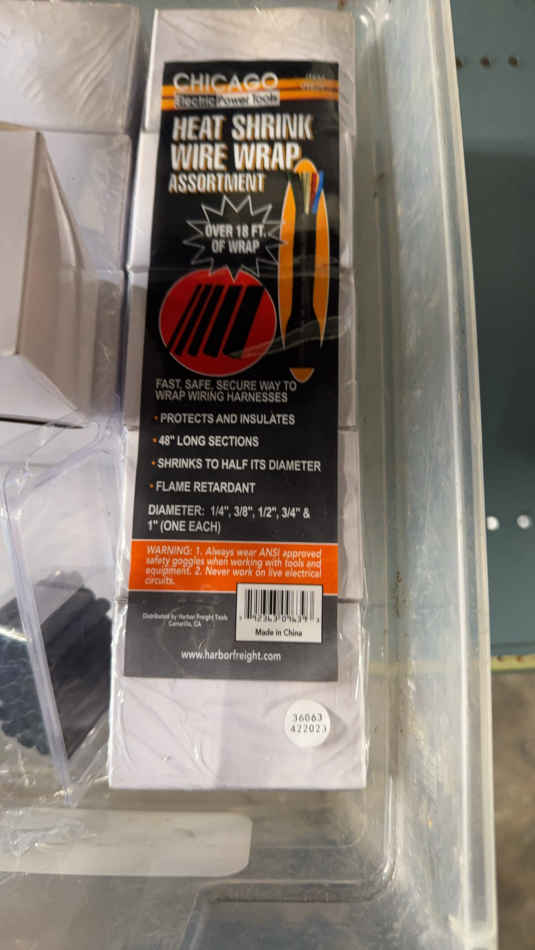 CHICAGO
Electric Power Tools
HEAT SHRINK
WIRE WRAP
ASSORTMENT
OVER 18 FT.
OF WRAP
FAST, SAFE, SECURE WAY TO
WRAP WIRING HARNESSES
• PROTECTS AND INSULATES
• 48" LONG SECTIONS
• SHRINKS TO HALF ITS DIAMETER
• FLAME RETARDANT
DIAMETER: 1/4", 3/8", 1/2", 3/4" &
1" (ONE EACH)
WARNING: 1. Always wear ANSI approved
safety goggles when working with tools and
equipment. 2. Never work on live electrical
circuits.
Distributed by Harbor Freight Tools
Camarillo, CA
Made in China
www.harborfreight.com
36063
422023